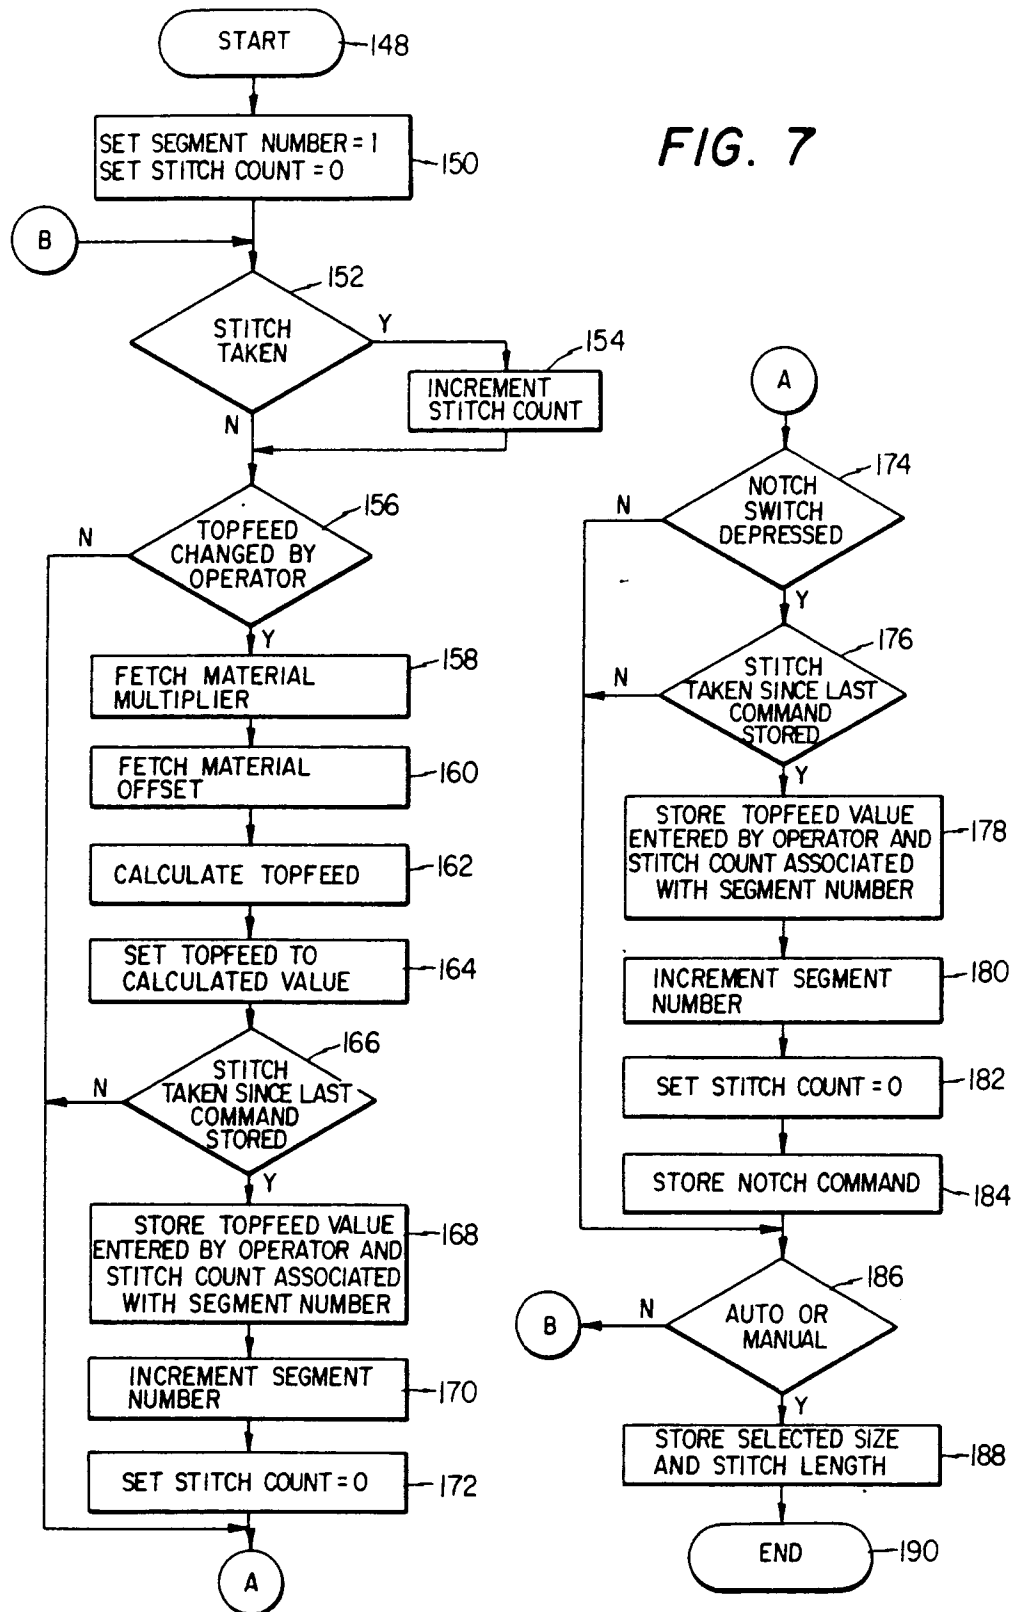 START
148
SET SEGMENT NUMBER = 1
SET STITCH COUNT = 0
150
FIG. 7
B
152
STITCH
TAKEN
Y
N
154
INCREMENT
STITCH COUNT
156
TOPFEED
CHANGED BY
OPERATOR
N
Y
158
FETCH MATERIAL
MULTIPLIER
FETCH MATERIAL
OFFSET
160
CALCULATE TOPFEED
162
SET TOPFEED TO
CALCULATED VALUE
164
166
STITCH
TAKEN SINCE LAST
COMMAND
STORED
N
Y
STORE TOPFEED VALUE
ENTERED BY OPERATOR AND
STITCH COUNT ASSOCIATED
WITH SEGMENT NUMBER
168
INCREMENT SEGMENT
NUMBER
170
SET STITCH COUNT = 0
172
A
A
174
NOTCH
SWITCH
DEPRESSED
N
Y
176
STITCH
TAKEN SINCE LAST
COMMAND
STORED
N
Y
STORE TOPFEED VALUE
ENTERED BY OPERATOR AND
STITCH COUNT ASSOCIATED
WITH SEGMENT NUMBER
178
INCREMENT SEGMENT
NUMBER
180
SET STITCH COUNT = 0
182
STORE NOTCH COMMAND
184
186
AUTO OR
MANUAL
N
B
Y
STORE SELECTED SIZE
AND STITCH LENGTH
188
END
190